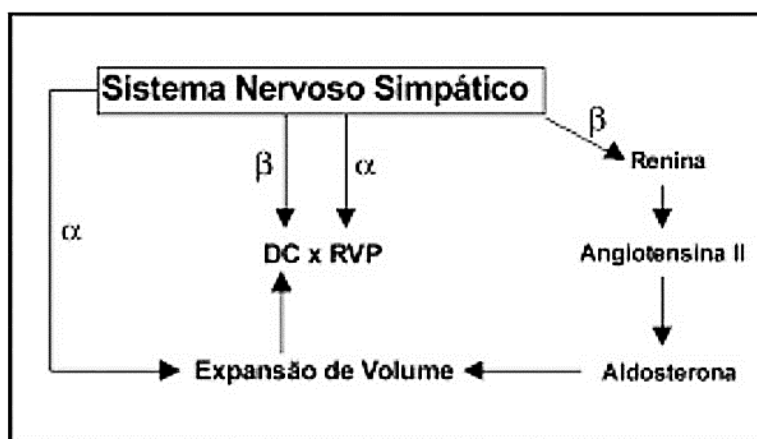 Sistema Nervoso Simpático
β
Renina
β
α
α
DC x RVP
Angiotensina II
Expansão de Volume
Aldosterona